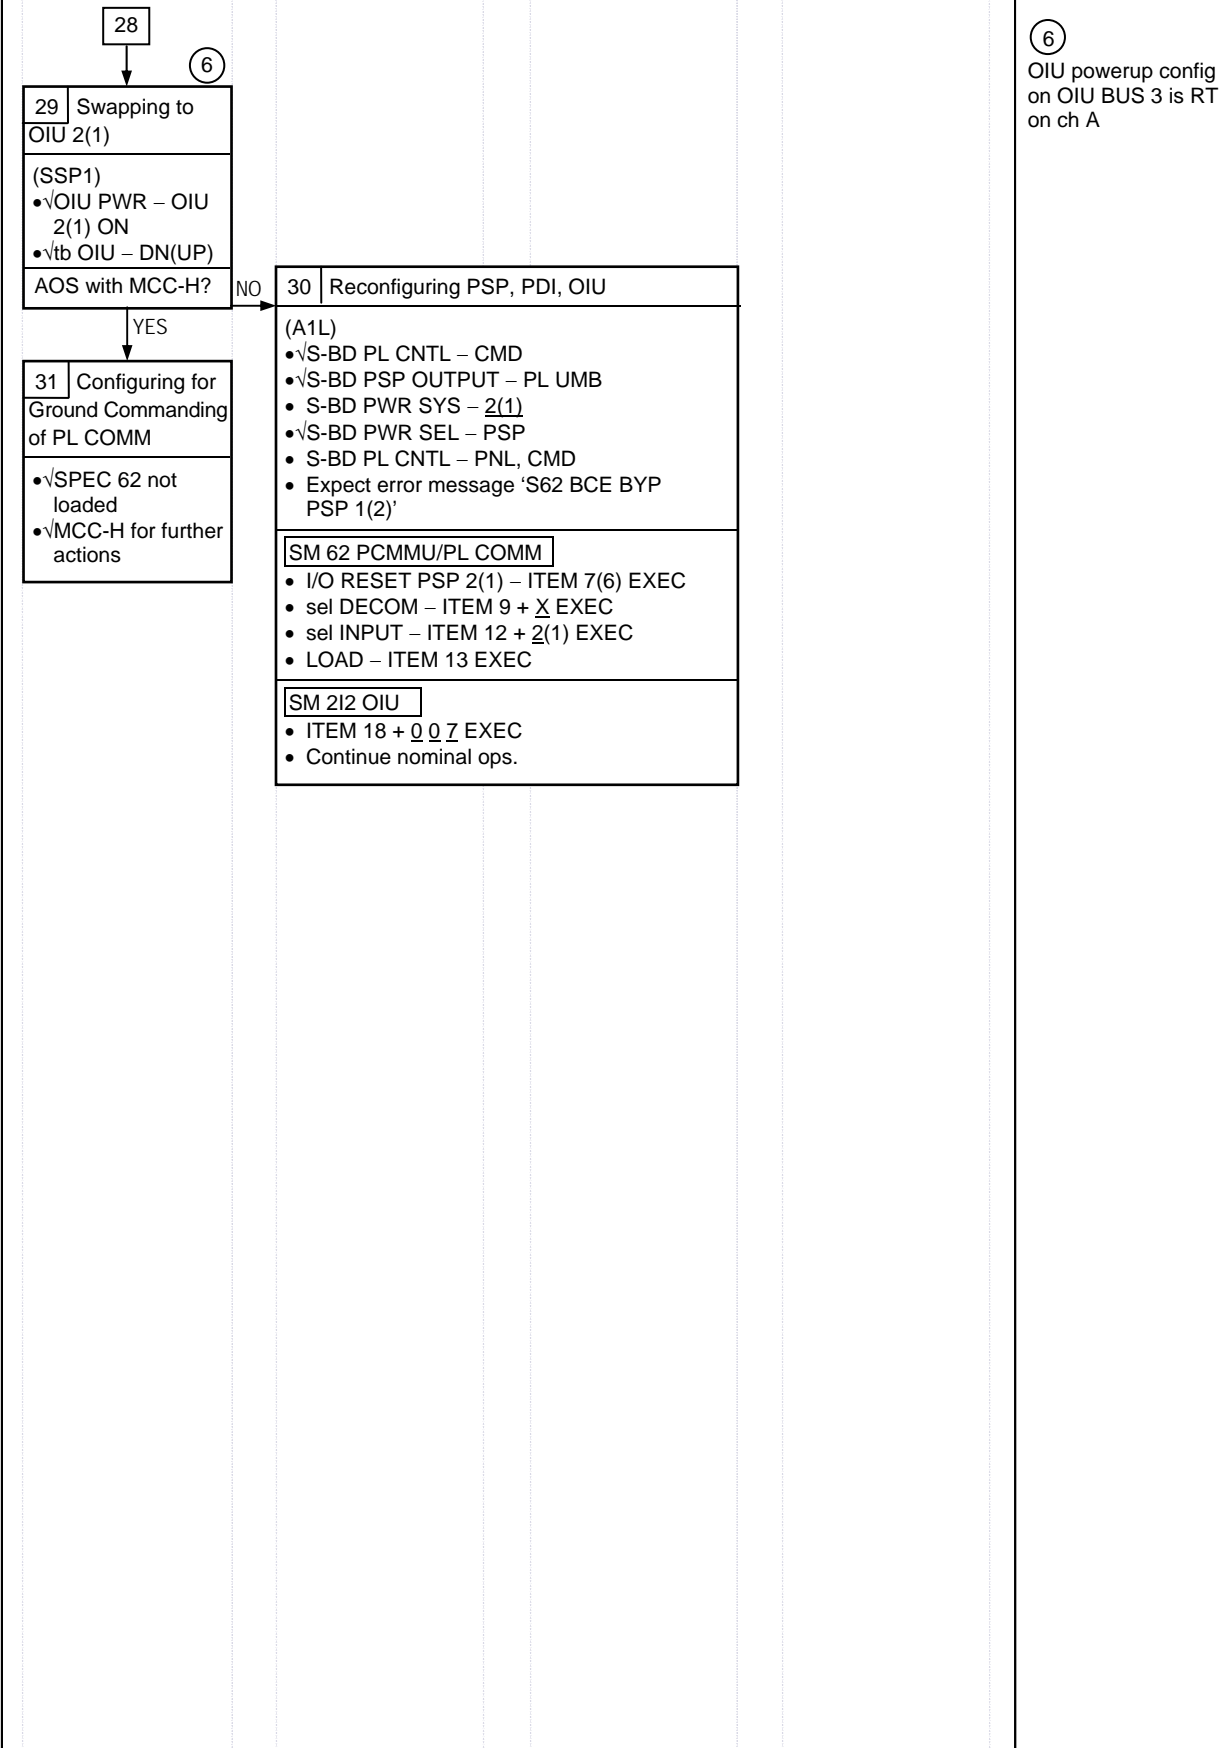 28
6
29 Swapping to
OIU 2(1)
(SSP1)
•√OIU PWR – OIU
2(1) ON
•√tb OIU – DN(UP)
AOS with MCC-H?
NO
YES
30 Reconfiguring PSP, PDI, OIU
(A1L)
•√S-BD PL CNTL – CMD
•√S-BD PSP OUTPUT – PL UMB
• S-BD PWR SYS – 2(1)
•√S-BD PWR SEL – PSP
• S-BD PL CNTL – PNL, CMD
• Expect error message ‘S62 BCE BYP
PSP 1(2)’
SM 62 PCMMU/PL COMM
• I/O RESET PSP 2(1) – ITEM 7(6) EXEC
• sel DECOM – ITEM 9 + X EXEC
• sel INPUT – ITEM 12 + 2(1) EXEC
• LOAD – ITEM 13 EXEC
SM 2I2 OIU
• ITEM 18 + 0 0 7 EXEC
• Continue nominal ops.
31 Configuring for
Ground Commanding
of PL COMM
•√SPEC 62 not
loaded
•√MCC-H for further
actions
6
OIU powerup config
on OIU BUS 3 is RT
on ch A